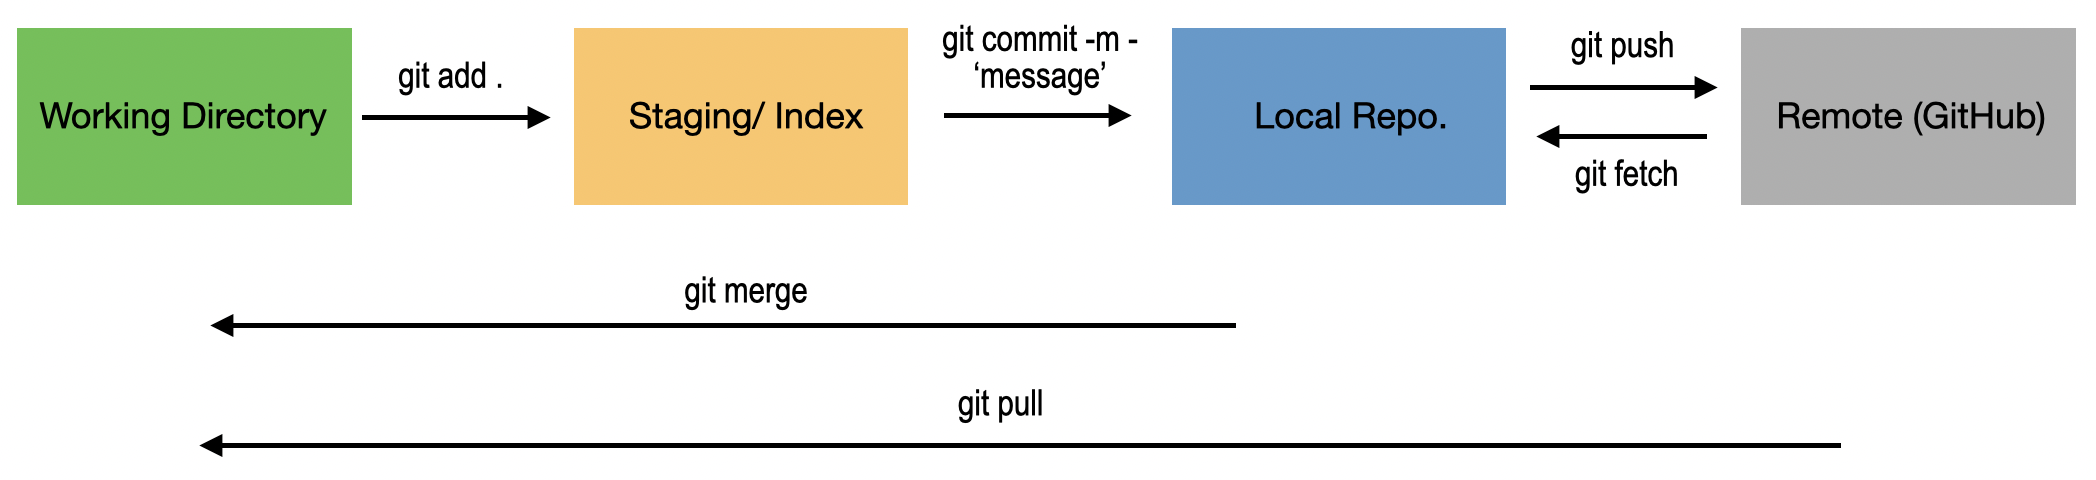 Working Directory
git add .
Staging/ Index
git commit -m -
‘message’
Local Repo.
git push
git fetch
Remote (GitHub)
git merge
git pull